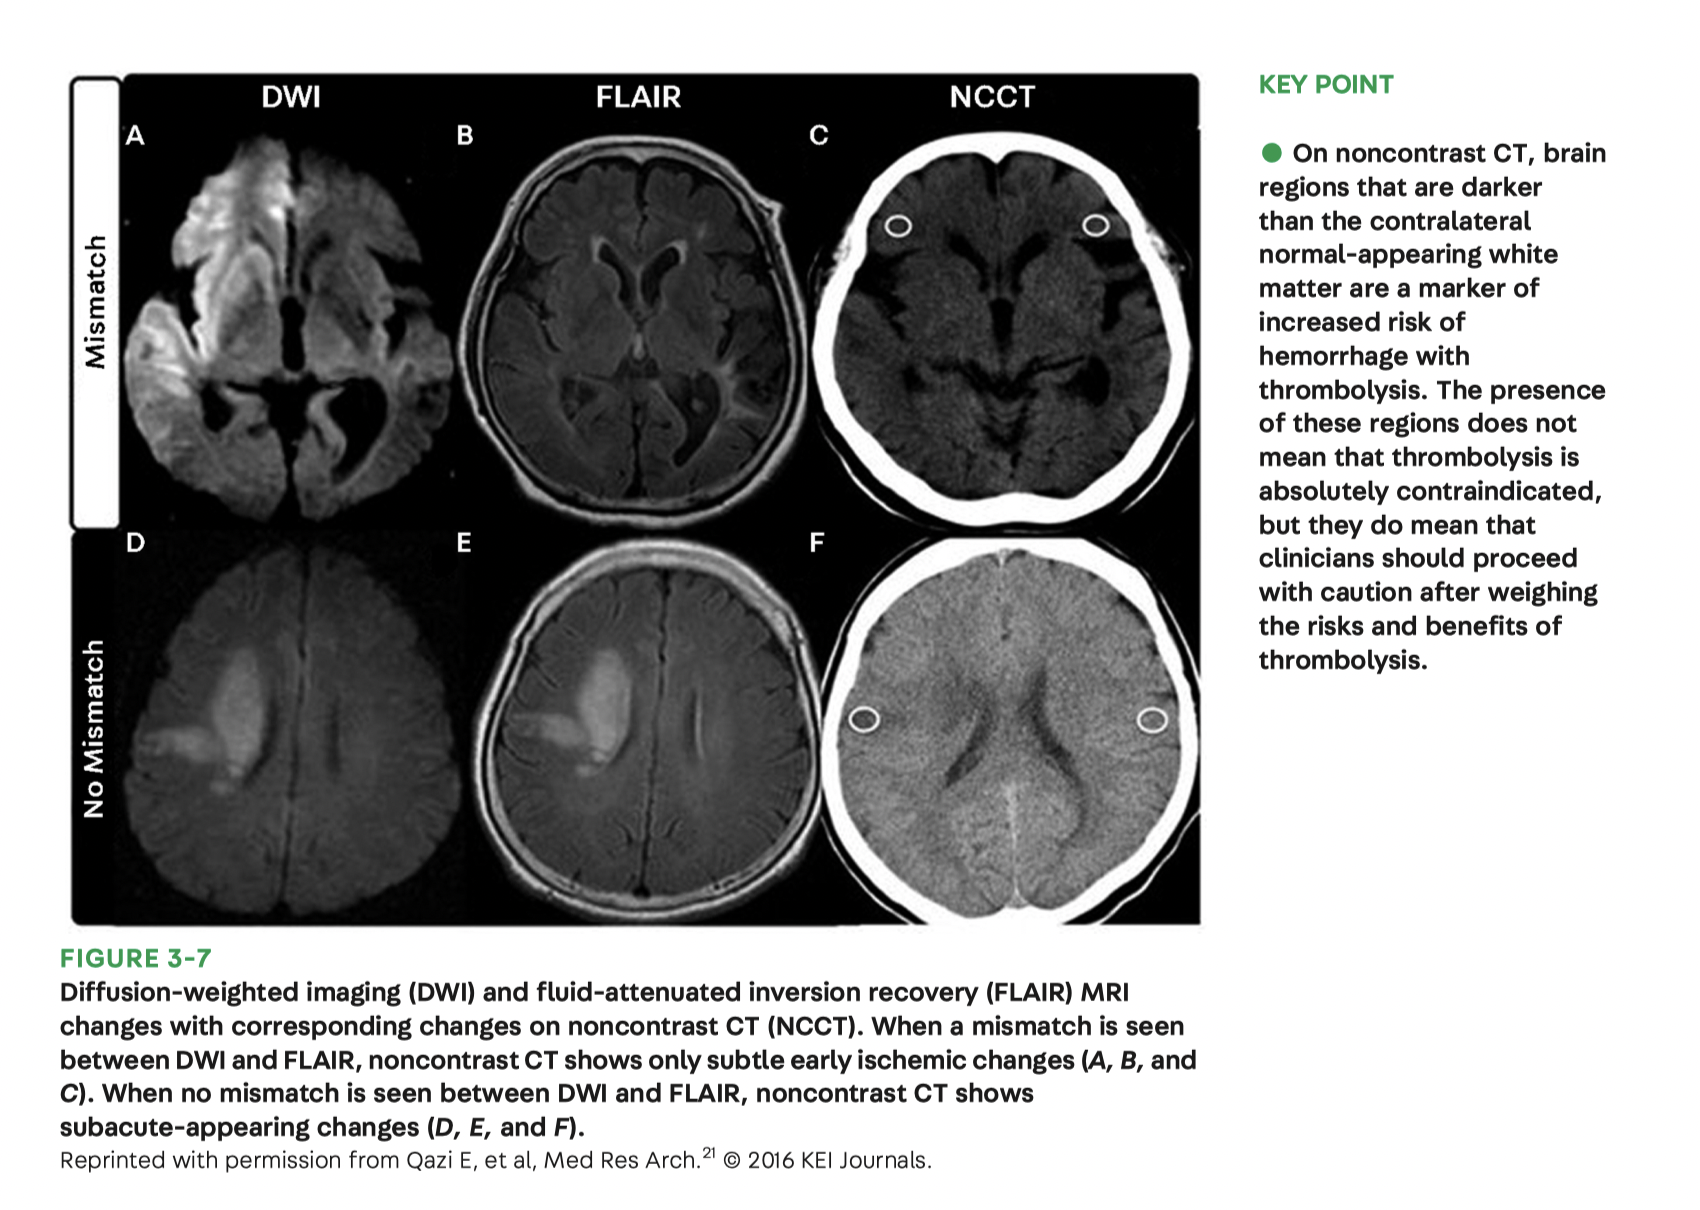 DWI
FLAIR
NCCT
Mismatch
A
B
C
No Mismatch
D
E
F
FIGURE 3-7
Diffusion-weighted imaging (DWI) and fluid-attenuated inversion recovery (FLAIR) MRI
changes with corresponding changes on noncontrast CT (NCCT). When a mismatch is seen
between DWI and FLAIR, noncontrast CT shows only subtle early ischemic changes (A, B, and
C). When no mismatch is seen between DWI and FLAIR, noncontrast CT shows
subacute-appearing changes (D, E, and F).
Reprinted with permission from Qazi E, et al, Med Res Arch.21 © 2016 KEI Journals.
KEY POINT
● On noncontrast CT, brain
regions that are darker
than the contralateral
normal-appearing white
matter are a marker of
increased risk of
hemorrhage with
thrombolysis. The presence
of these regions does not
mean that thrombolysis is
absolutely contraindicated,
but they do mean that
clinicians should proceed
with caution after weighing
the risks and benefits of
thrombolysis.